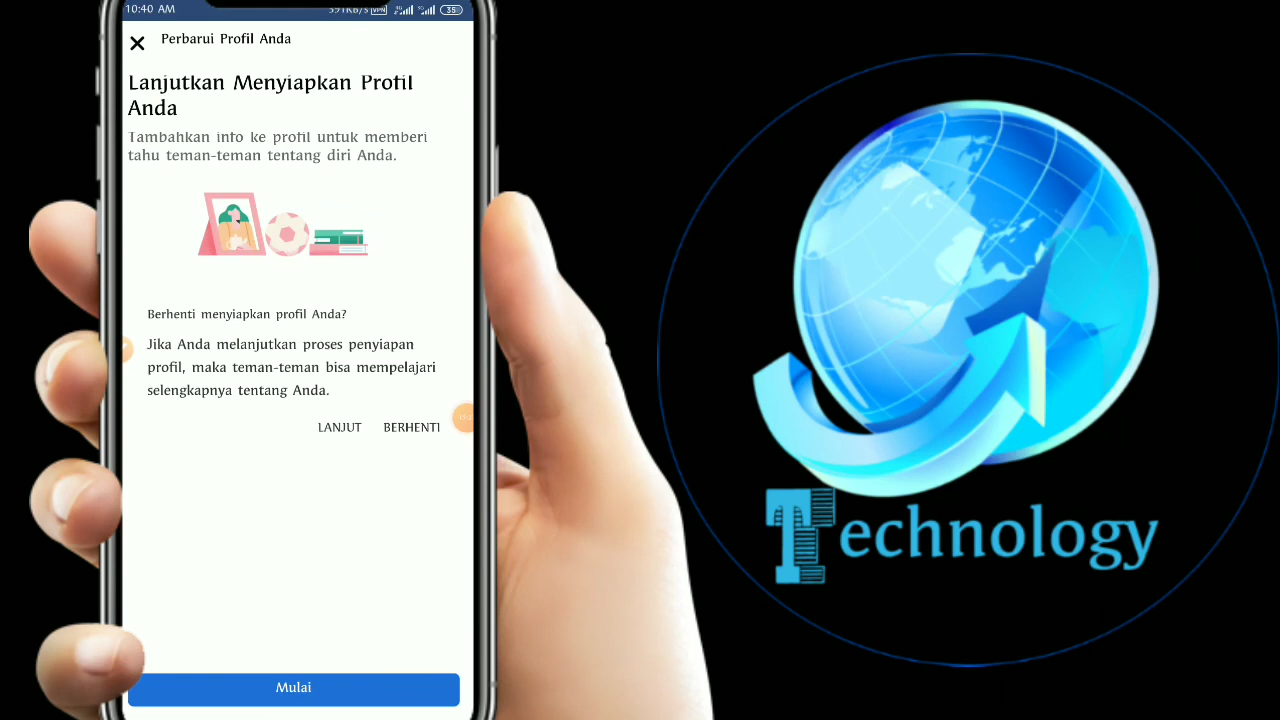 10:40 AM
VPN
35
Perbarui Profil Anda
Lanjutkan Menyiapkan Profil
Anda
Tambahkan info ke profil untuk memberi
tahu teman-teman tentang diri Anda.
Berhenti menyiapkan profil Anda?
Jika Anda melanjutkan proses penyiapan
profil, maka teman-teman bisa mempelajari
selengkapnya tentang Anda.
LANJUT BERHENTI
Mulai
Technology